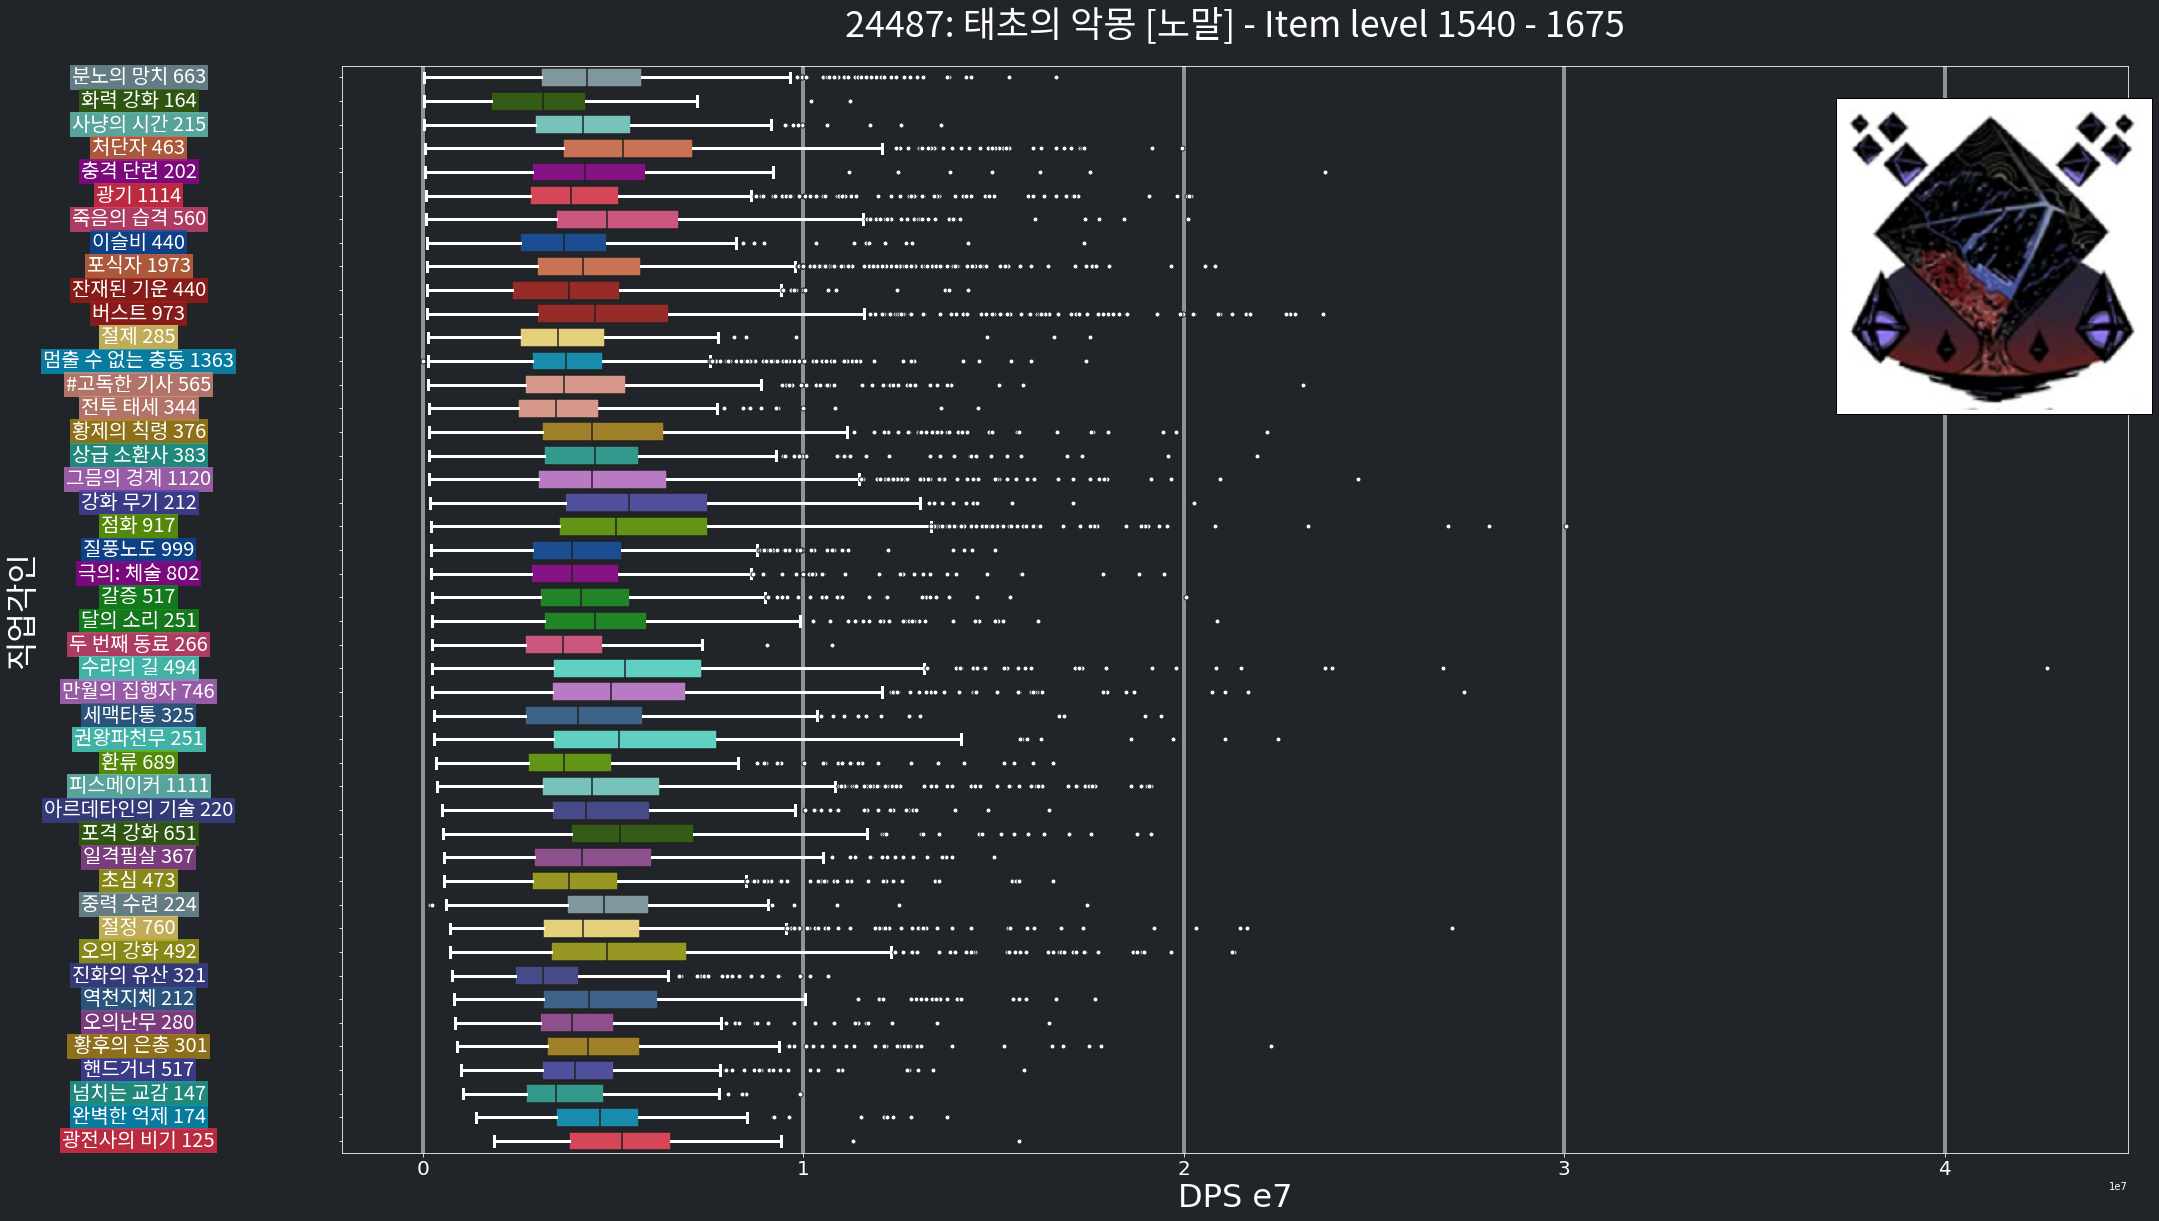 24487: 태초의 악몽 [노말] - Item level 1540 - 1675
분노의 망치 663
화력 강화 164
사냥의 시간 215
처단자 463
충격 단련 202
광기 1114
죽음의 습격 560
이슬비 440
포식자 1973
잔재된 기운 440
버스트 973
절제 285
멈출 수 없는 충동 1363
#고독한 기사 565
전투 태세 344
황제의 칙령 376
상급 소환사 383
그믐의 경계 1120
강화 무기 212
점화 917
질풍노도 999
극의: 체술 802
갈증 517
달의 소리 251
두 번째 동료 266
수라의 길 494
만월의 집행자 746
세맥타통 325
권왕파천무 251
환류 689
피스메이커 1111
아르데타인의 기술 220
포격 강화 651
일격필살 367
초심 473
중력 수련 224
절정 760
오의 강화 492
진화의 유산 321
역천지체 212
오의난무 280
황후의 은총 301
핸드거너 517
넘치는 교감 147
완벽한 억제 174
광전사의 비기 125
직업각인
0 1 2 3 4
DPS e7
1e7